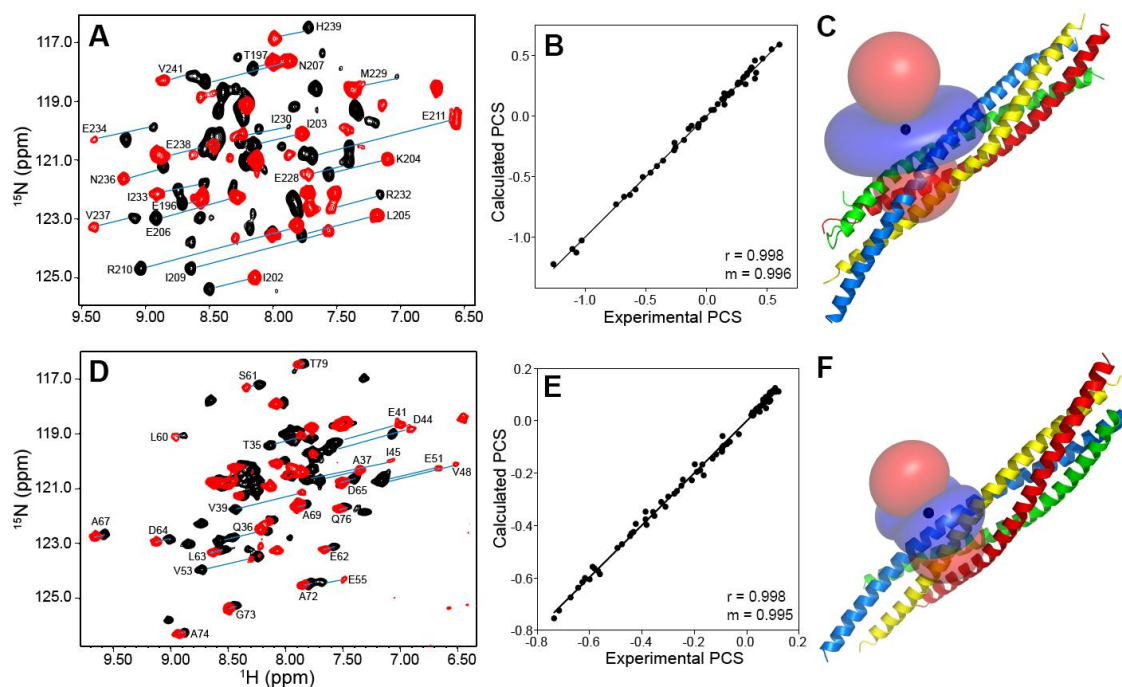 A
117.0
119.0
121.0
123.0
125.0
15N (ppm)
H239
T197
V241
N207
M229
E234
I230
I203
E211
E238
K204
N236
E228
I233
E196
R232
V237
L205
E206
R210
I209
I202
9.50
9.00
8.50
8.00
7.50
7.00
6.50
B
Calculated PCS
0.5
0.0
-0.5
-1.0
r = 0.998
m = 0.996
-1.0
-0.5
0.0
0.5
Experimental PCS
C
D
117.0
119.0
121.0
123.0
125.0
15N (ppm)
T79
S61
E41
D44
L60
T35
I45
A37
E51
V48
D65
V39
A67
A69
Q76
D64
Q36
L63
E62
V53
E55
A72
G73
A74
9.50
9.00
8.50
8.00
7.50
7.00
6.50
1H (ppm)
E
Calculated PCS
0.2
0.0
-0.2
-0.4
-0.6
-0.8
r = 0.998
m = 0.995
-0.8
-0.6
-0.4
-0.2
0.0
0.2
Experimental PCS
F